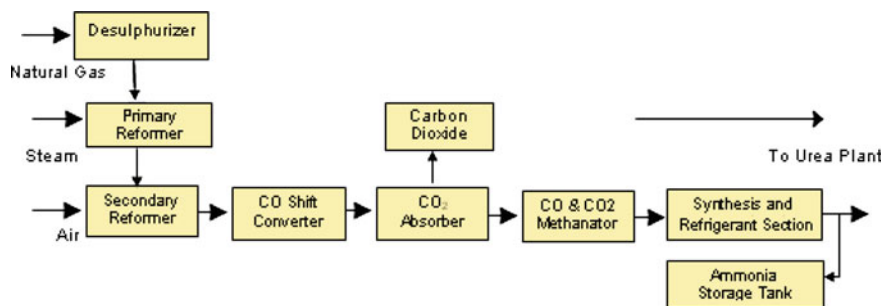 Desulphurizer
Natural Gas
Primary
Reformer
Steam
Carbon
Dioxide
To Urea Plant
Secondary
Reformer
Air
CO Shift
Converter
CO₂
Absorber
CO & CO2
Methanator
Synthesis and
Refrigerant Section
Ammonia
Storage Tank